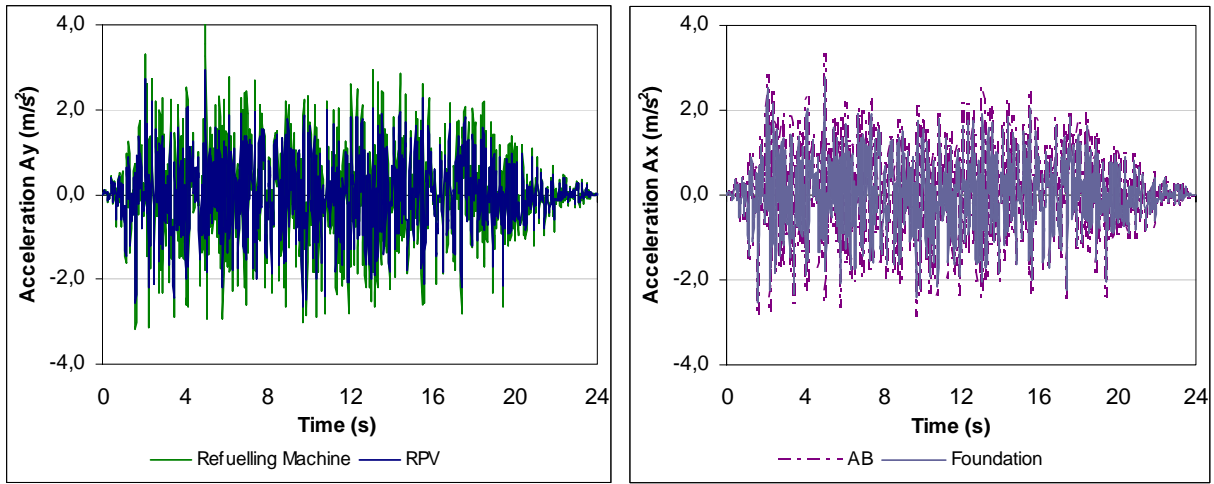 4,0
2,0
0,0
-2,0
-4,0
Acceleration Ay (m/s²)
0 4 8 12 16 20 24
Time (s)
Refuelling Machine RPV
4,0
2,0
0,0
-2,0
-4,0
Acceleration Ax (m/s²)
0 4 8 12 16 20 24
Time (s)
AB Foundation